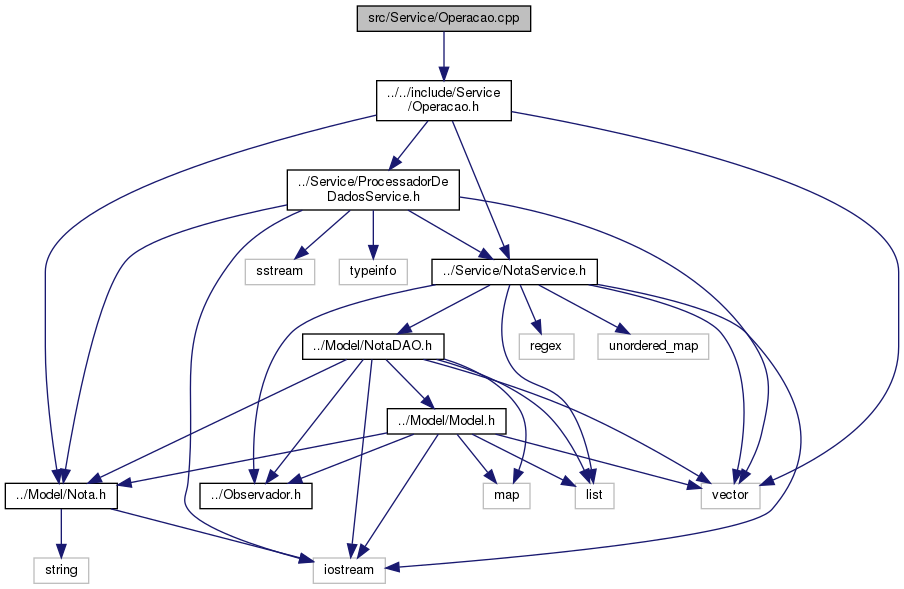 src/Service/Operacao.cpp
../../include/Service
/Operacao.h
../Service/ProcessadorDe
DadosService.h
sstream
typeinfo
../Service/NotaService.h
../Model/NotaDAO.h
regex
unordered_map
../Model/Model.h
../Model/Nota.h
../Observador.h
map
list
vector
string
iostream